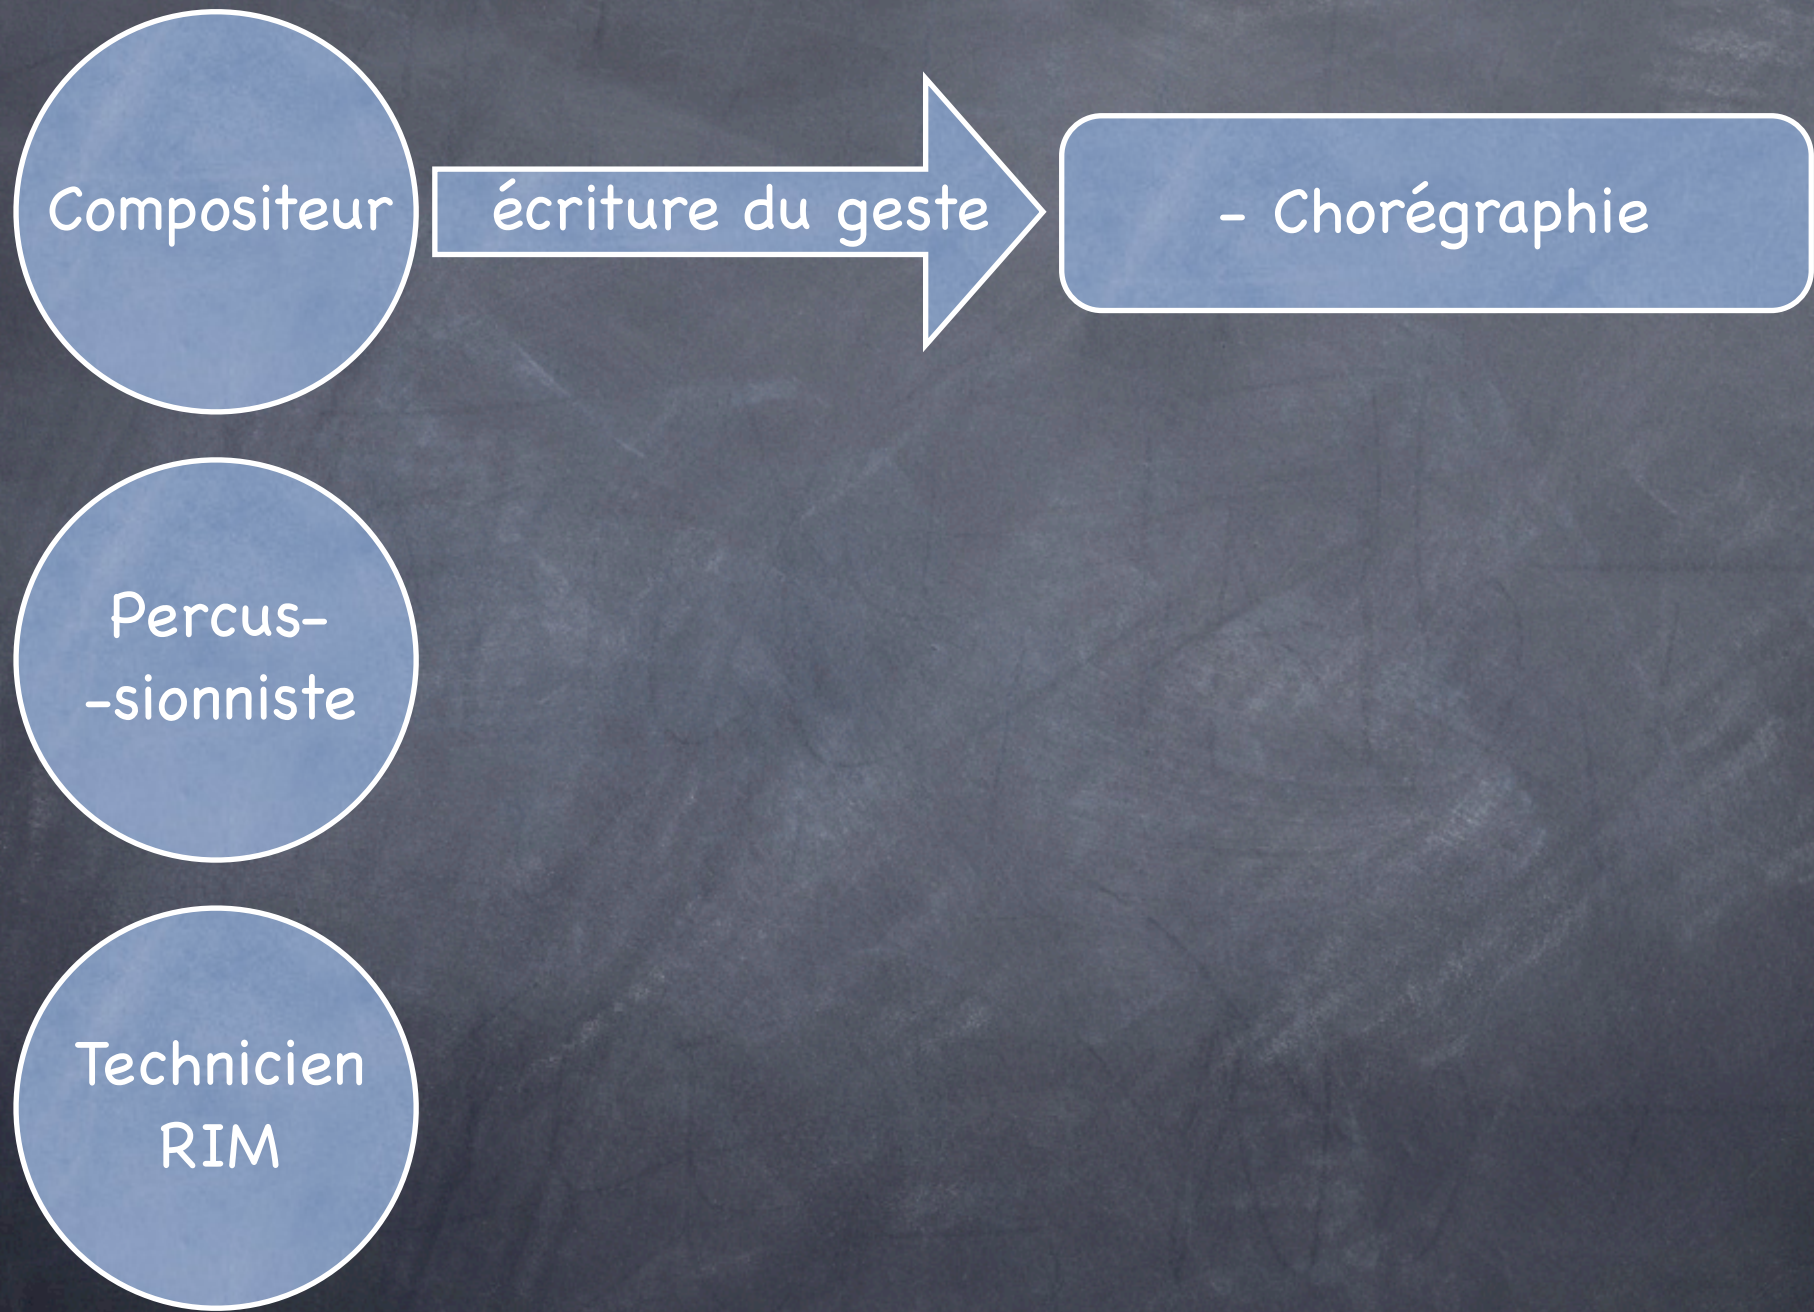 Compositeur
écriture du geste
- Chorégraphie
Percus-
-sionniste
Technicien
RIM